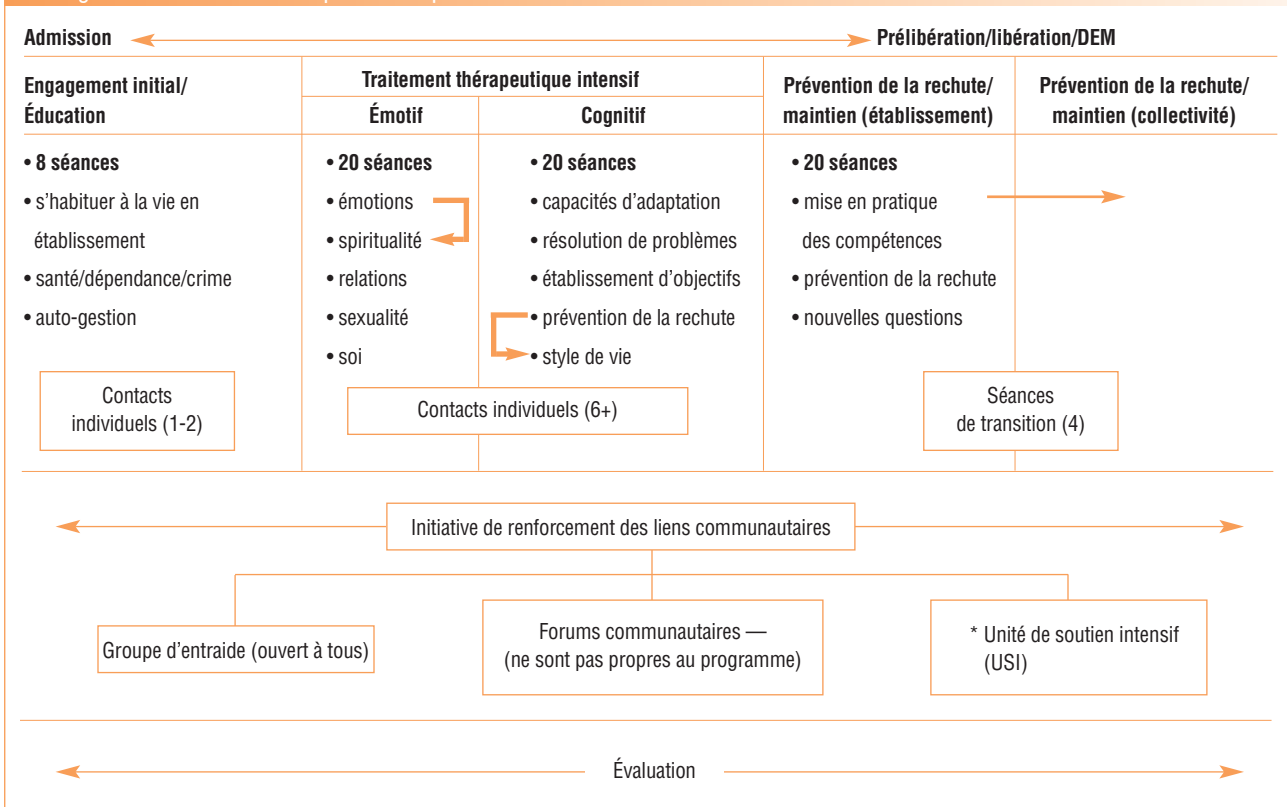 Admission
Prélibération/libération/DEM
Engagement initial/
Éducation
Traitement thérapeutique intensif
Émotif
Cognitif
Prévention de la rechute/
maintien (établissement)
Prévention de la rechute/
maintien (collectivité)
• 8 séances
• s'habituer à la vie en
établissement
• santé/dépendance/crime
• auto-gestion
• 20 séances
• émotions
• spiritualité
• relations
• sexualité
• soi
• 20 séances
• capacités d'adaptation
• résolution de problèmes
• établissement d'objectifs
• prévention de la rechute
• style de vie
• 20 séances
• mise en pratique
des compétences
• prévention de la rechute
• nouvelles questions
Contacts
individuels (1-2)
Contacts individuels (6+)
Séances
de transition (4)
Initiative de renforcement des liens communautaires
Groupe d'entraide (ouvert à tous)
Forums communautaires —
(ne sont pas propres au programme)
* Unité de soutien intensif
(USI)
Évaluation